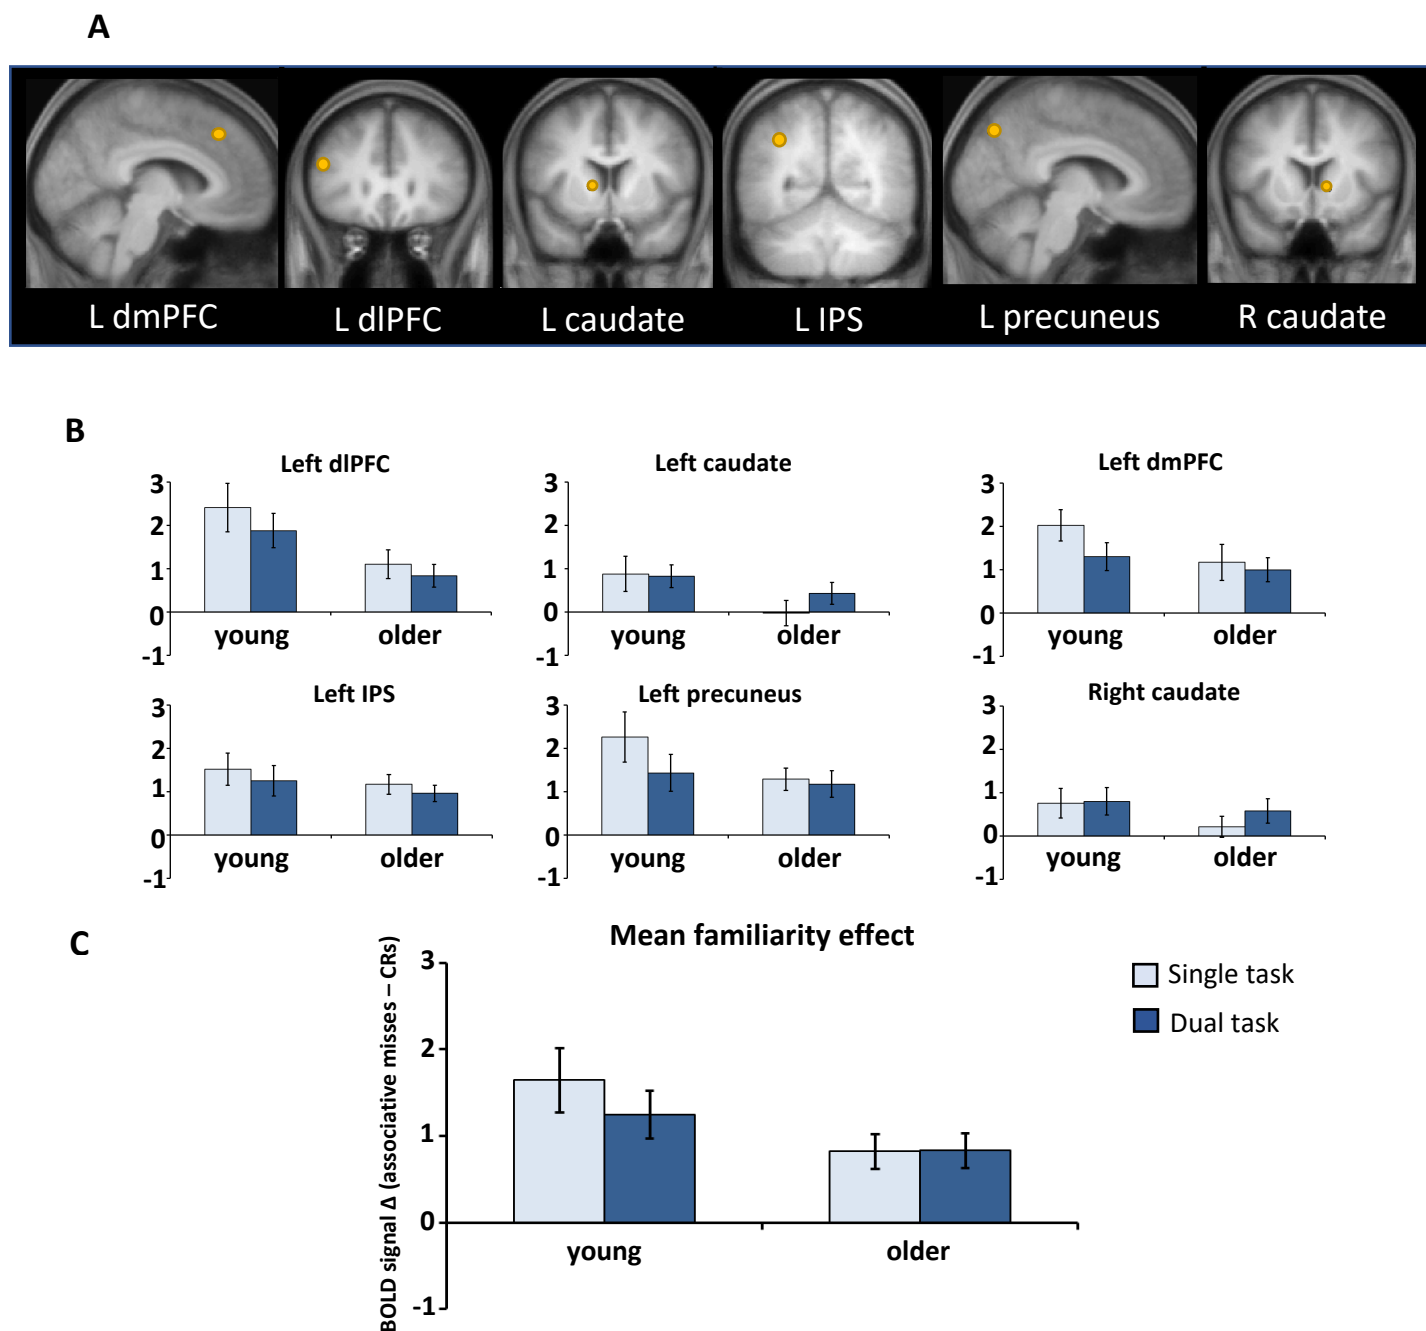 A
L dmPFC
L dlPFC
L caudate
L IPS
L precuneus
R caudate
B
Left dlPFC
3
2
1
0
-1
young
older
Left caudate
3
2
1
0
-1
young
older
Left dmPFC
3
2
1
0
-1
young
older
Left IPS
3
2
1
0
-1
young
older
Left precuneus
3
2
1
0
-1
young
older
Right caudate
3
2
1
0
-1
young
older
C
Mean familiarity effect
BOLD signal Δ (associative misses – CRs)
3
2
1
0
-1
young
older
Single task
Dual task